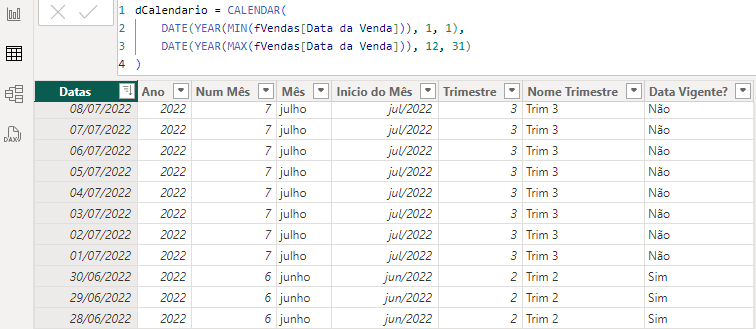 1 dCalendario = CALENDAR(
2 DATE(YEAR(MIN(fVendas[Data da Venda])), 1, 1),
3 DATE(YEAR(MAX(fVendas[Data da Venda])), 12, 31)
4 )
Datas Ano Num Mês Mês Inicio do Mês Trimestre Nome Trimestre Data Vigente?
08/07/2022 2022 7 julho jul/2022 3 Trim 3 Não
07/07/2022 2022 7 julho jul/2022 3 Trim 3 Não
06/07/2022 2022 7 julho jul/2022 3 Trim 3 Não
05/07/2022 2022 7 julho jul/2022 3 Trim 3 Não
04/07/2022 2022 7 julho jul/2022 3 Trim 3 Não
03/07/2022 2022 7 julho jul/2022 3 Trim 3 Não
02/07/2022 2022 7 julho jul/2022 3 Trim 3 Não
01/07/2022 2022 7 julho jul/2022 3 Trim 3 Não
30/06/2022 2022 6 junho jun/2022 2 Trim 2 Sim
29/06/2022 2022 6 junho jun/2022 2 Trim 2 Sim
28/06/2022 2022 6 junho jun/2022 2 Trim 2 Sim
DAX